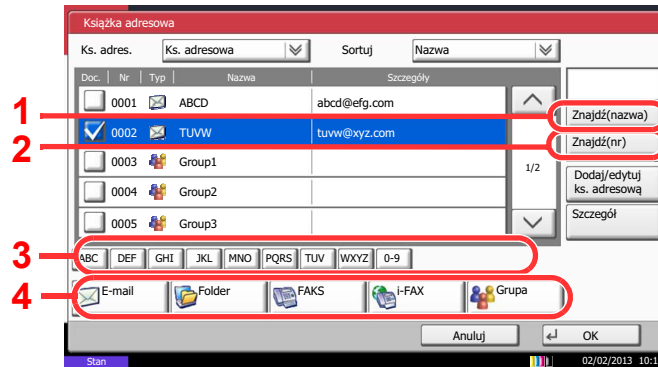 Książka adresowa
Ks. adres. Ks. adresowa Sortuj Nazwa
Doc. Nr Typ Nazwa Szczegóły
0001 ABCD abcd@efg.com
1 Znajdź(nazwa)
0002 TUVW tuvw@xyz.com
2 Znajdź(nr)
0003 Group1 1/2
Dodaj/edytuj
ks. adresową
0004 Group2
Szczegół
0005 Group3
3 ABC DEF GHI JKL MNO PQRS TUV WXYZ 0-9
4 E-mail Folder FAKS i-FAX Grupa
Anuluj OK
Stan 02/02/2013 10:1